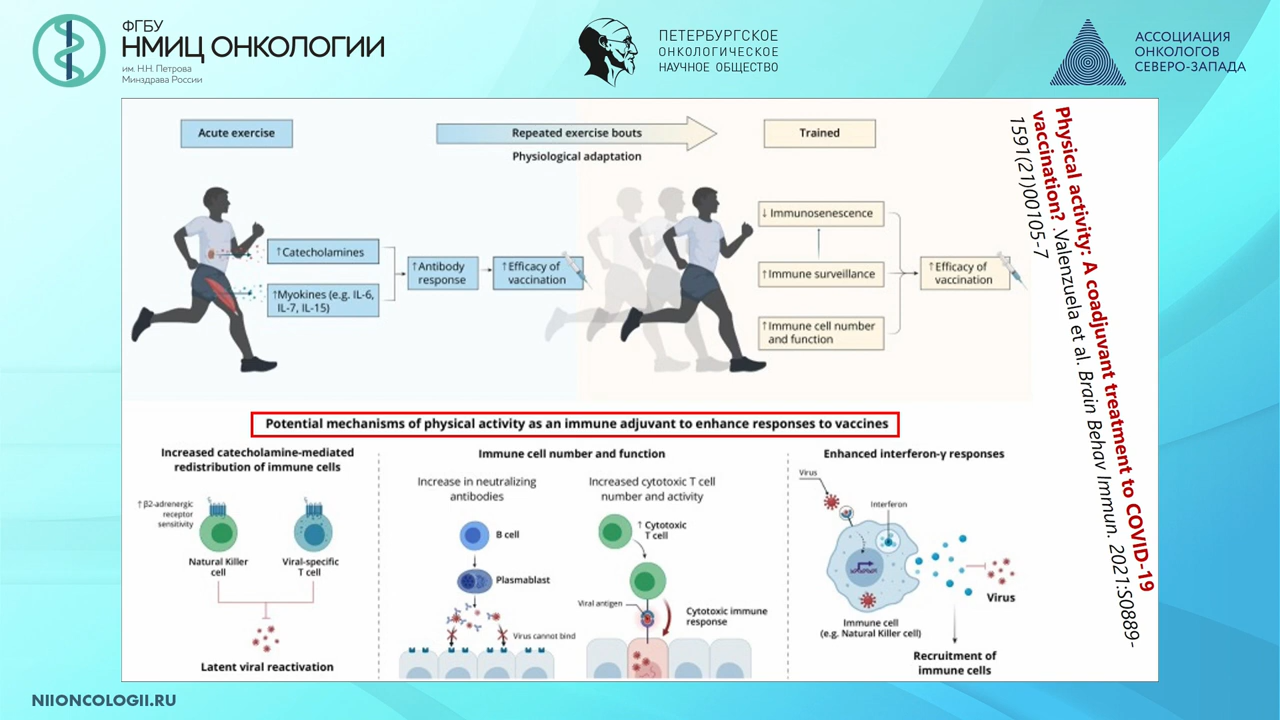 ФГБУ
НМИЦ ОНКОЛОГИИ
им. Н.Н. Петрова
Минздрава России
ПЕТЕРБУРГСКОЕ
ОНКОЛОГИЧЕСКОЕ
НАУЧНОЕ ОБЩЕСТВО
АССОЦИАЦИЯ
ОНКОЛОГОВ
СЕВЕРО-ЗАПАДА
Acute exercise
Repeated exercise bouts
Physiological adaptation
Trained
↑Catecholamines
↑Myokines (e.g. IL-6,
IL-7, IL-15)
↑Antibody
response
↑Efficacy of
vaccination
↓ Immunosenescence
↑Immune surveillance
↑Immune cell number
and function
↑Efficacy of
vaccination
Physical activity: A coadjuvant treatment to COVID-19
vaccination? .Valenzuela et al. Brain Behav Immun. 2021:S0889-
1591(21)00105-7
Potential mechanisms of physical activity as an immune adjuvant to enhance responses to vaccines
Increased catecholamine-mediated
redistribution of immune cells
↑β2-adrenergic
receptor
sensitivity
Natural Killer
cell
Viral-specific
T cell
Latent viral reactivation
Immune cell number and function
Increase in neutralizing
antibodies
B cell
Plasmablast
Virus cannot bind
Increased cytotoxic T cell
number and activity
↑ Cytotoxic
T cell
Viral antigen
Cytotoxic immune
response
Enhanced interferon-γ responses
Virus
Interferon
Immune cell
(e.g. Natural Killer cell)
Virus
Recruitment of
immune cells
NIIONCOLOGII.RU